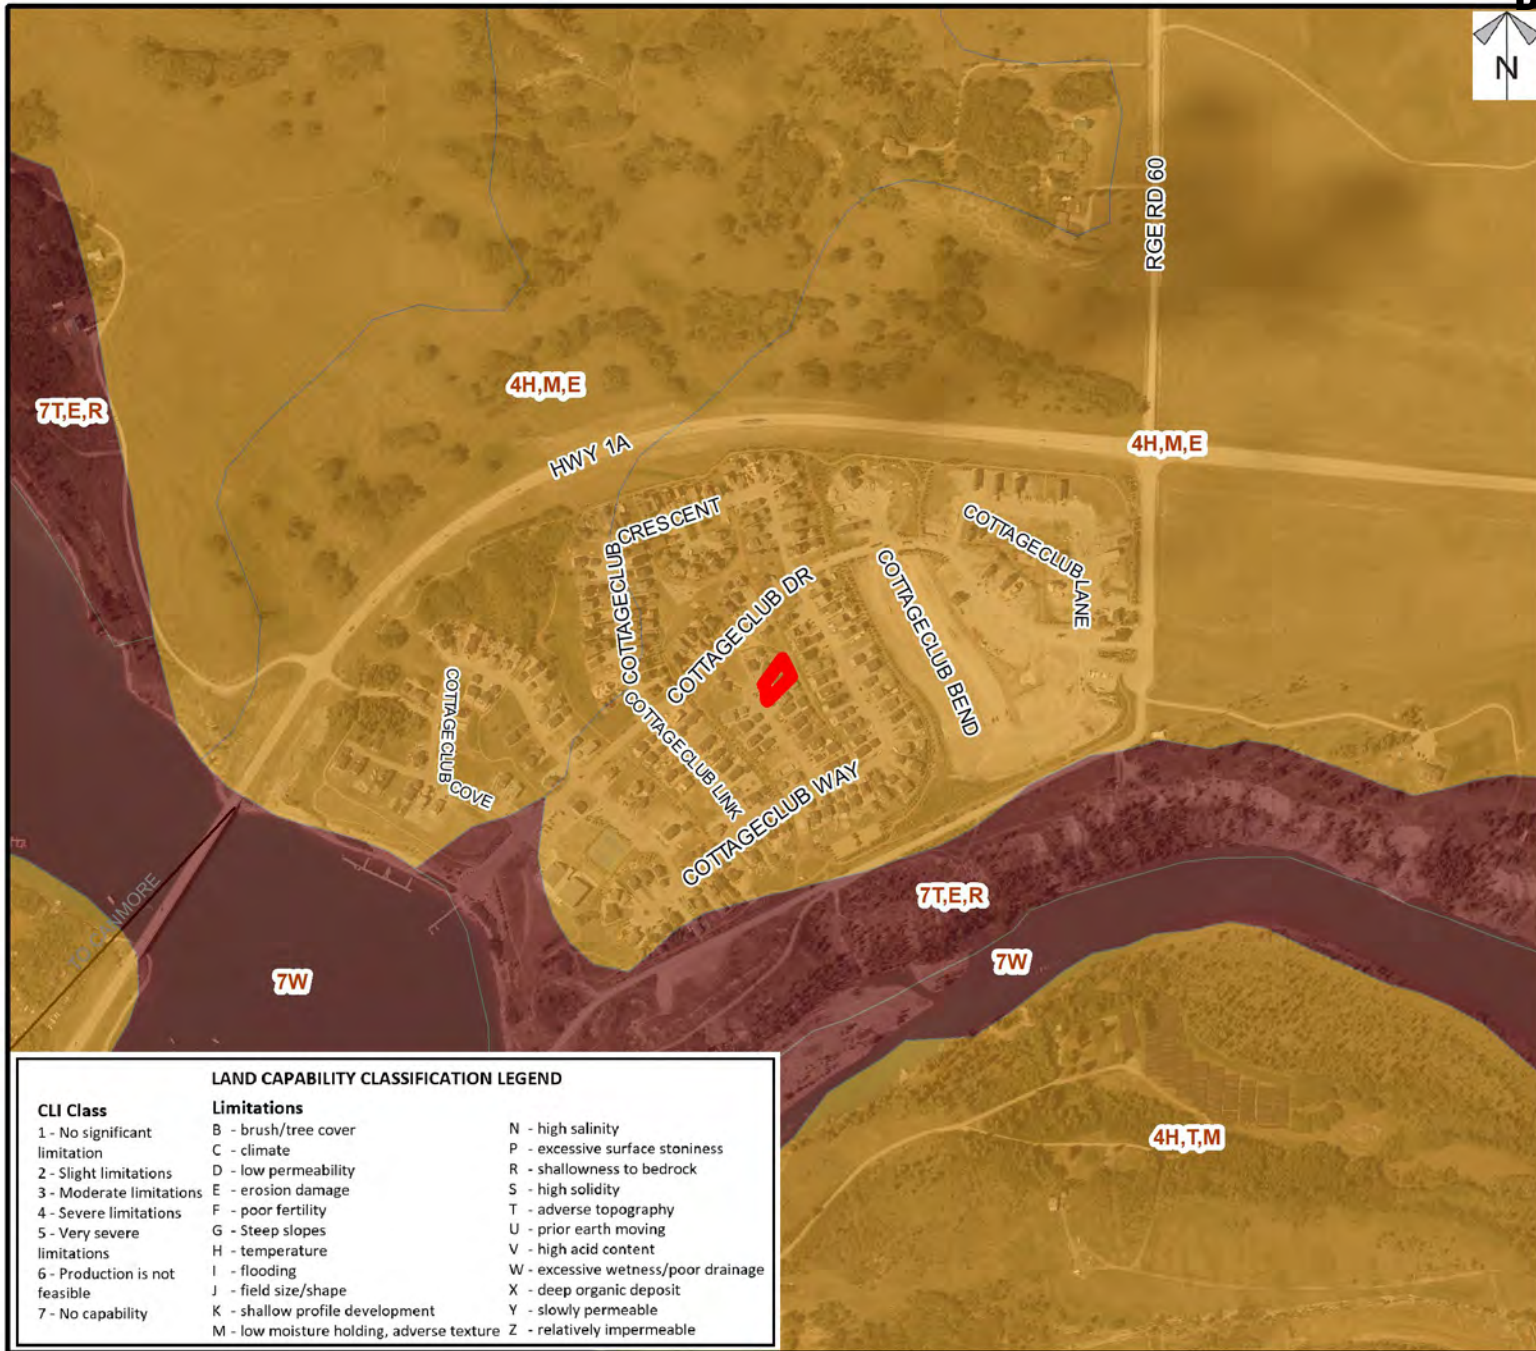 N
RGE RD 60
4H,M,E
7T,E,R
HWY 1A
4H,M,E
COTTAGECLUB CRESCENT
COTTAGECLUB LANE
COTTAGECLUB DR
COTTAGECLUB BEND
COTTAGECLUB COVE
COTTAGECLUB LINK
COTTAGECLUB WAY
7T,E,R
7W
7W
4H,T,M
LAND CAPABILITY CLASSIFICATION LEGEND
CLI Class
1 - No significant
limitation
2 - Slight limitations
3 - Moderate limitations
4 - Severe limitations
5 - Very severe
limitations
6 - Production is not
feasible
7 - No capability
Limitations
B - brush/tree cover
C - climate
D - low permeability
E - erosion damage
F - poor fertility
G - Steep slopes
H - temperature
I - flooding
J - field size/shape
K - shallow profile development
M - low moisture holding, adverse texture
N - high salinity
P - excessive surface stoniness
R - shallowness to bedrock
S - high solidity
T - adverse topography
U - prior earth moving
V - high acid content
W - excessive wetness/poor drainage
X - deep organic deposit
Y - slowly permeable
Z - relatively impermeable